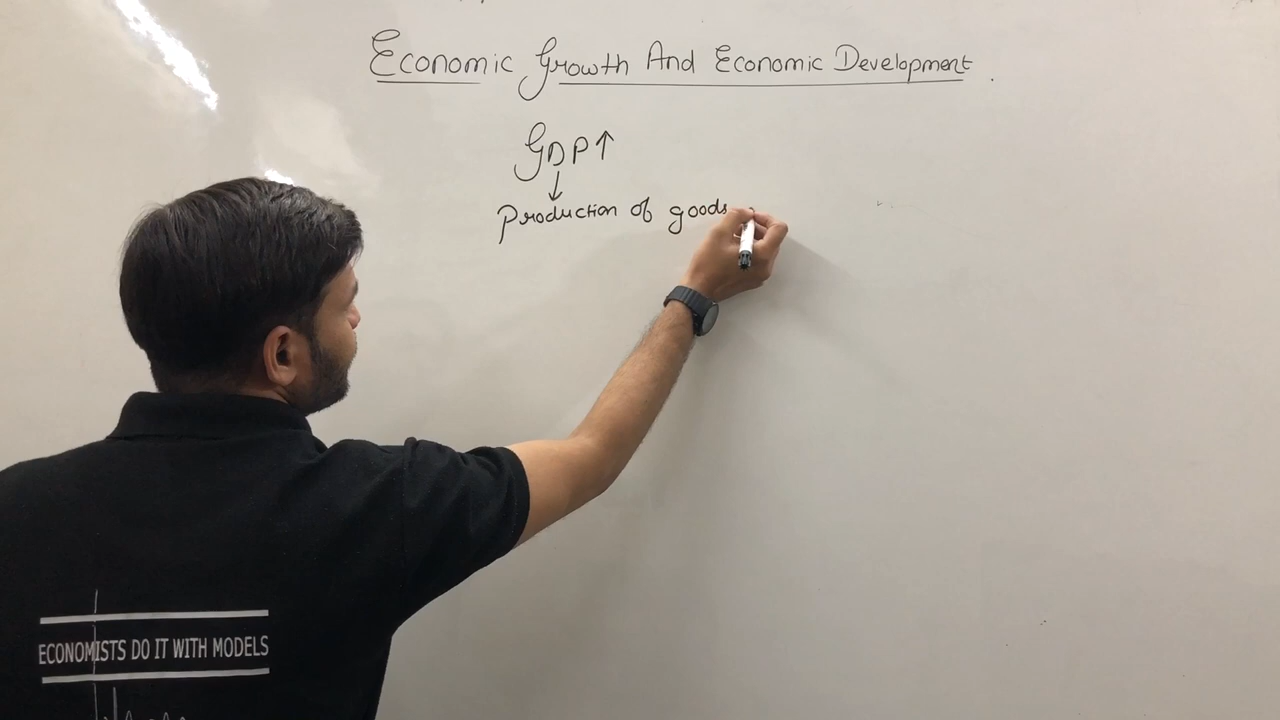 Economic Growth And Economic Development
GDP↑
↓
Production of goods
ECONOMISTS DO IT WITH MODELS